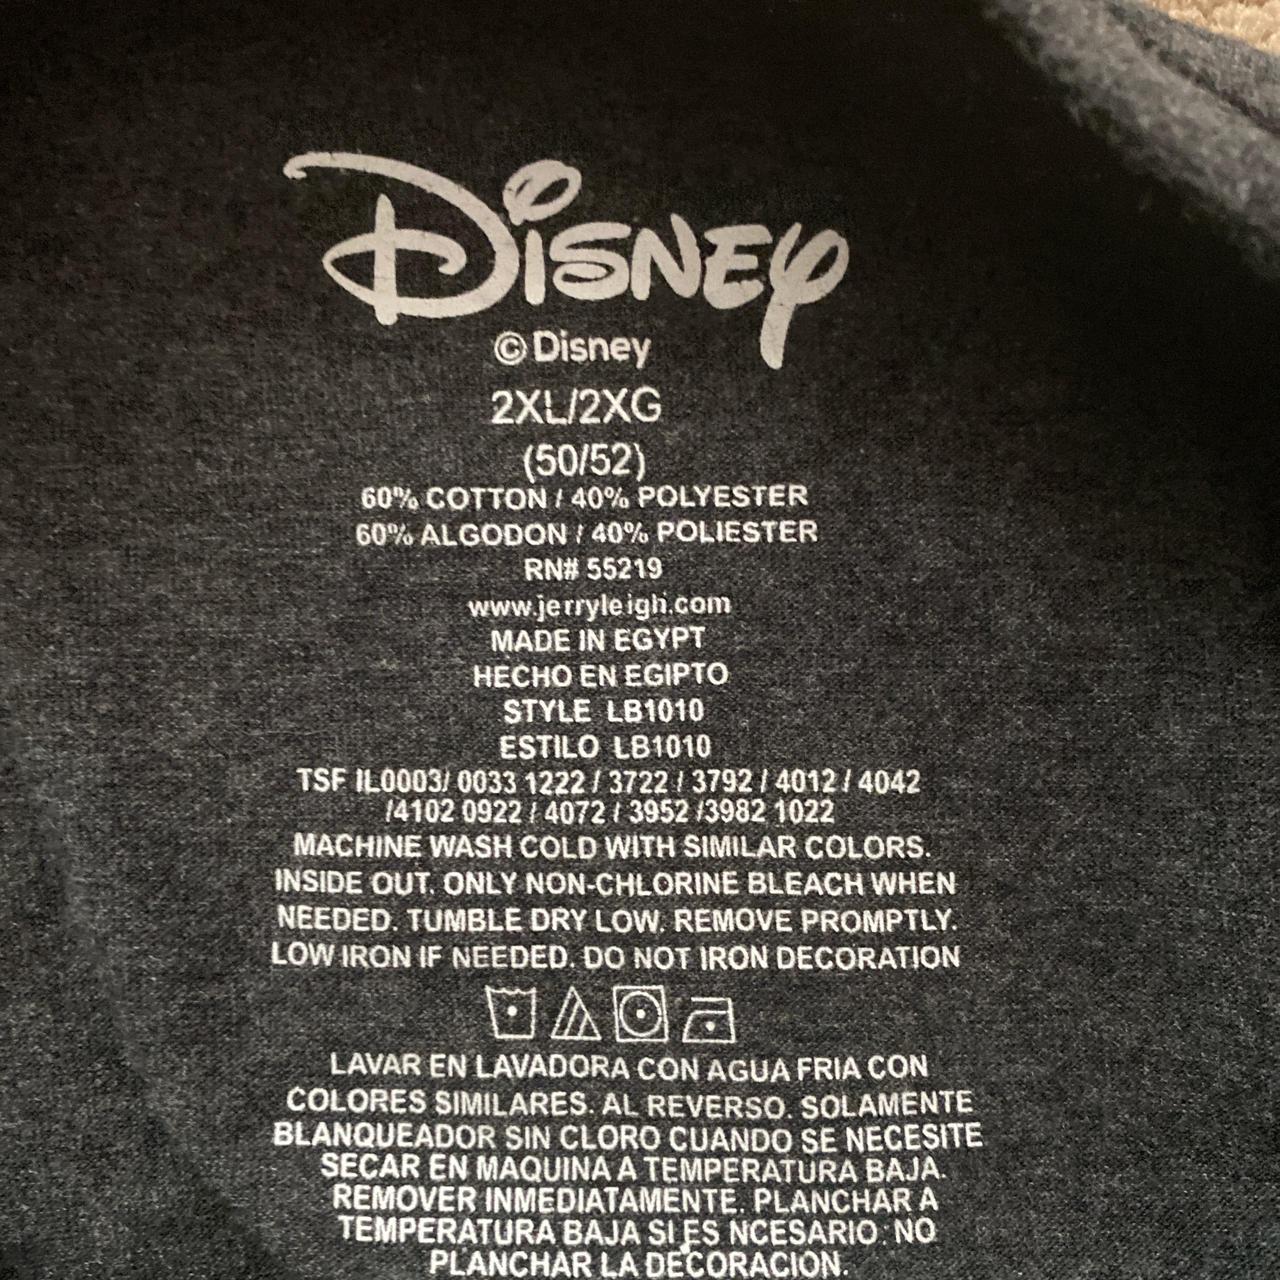 Disney
© Disney
2XL/2XG
(50/52)
60% COTTON / 40% POLYESTER
60% ALGODON / 40% POLIESTER
RN# 55219
www.jerryleigh.com
MADE IN EGYPT
HECHO EN EGIPTO
STYLE LB1010
ESTILO LB1010
TSF IL0003/ 0033 1222 / 3722 / 3792 / 4012 / 4042
/4102 0922 / 4072 / 3952 /3982 1022
MACHINE WASH COLD WITH SIMILAR COLORS.
INSIDE OUT. ONLY NON-CHLORINE BLEACH WHEN
NEEDED. TUMBLE DRY LOW. REMOVE PROMPTLY.
LOW IRON IF NEEDED. DO NOT IRON DECORATION
LAVAR EN LAVADORA CON AGUA FRIA CON
COLORES SIMILARES. AL REVERSO. SOLAMENTE
BLANQUEADOR SIN CLORO CUANDO SE NECESITE
SECAR EN MAQUINA A TEMPERATURA BAJA.
REMOVER INMEDIATAMENTE. PLANCHAR A
TEMPERATURA BAJA SI ES NCESARIO. NO
PLANCHAR LA DECORACION.